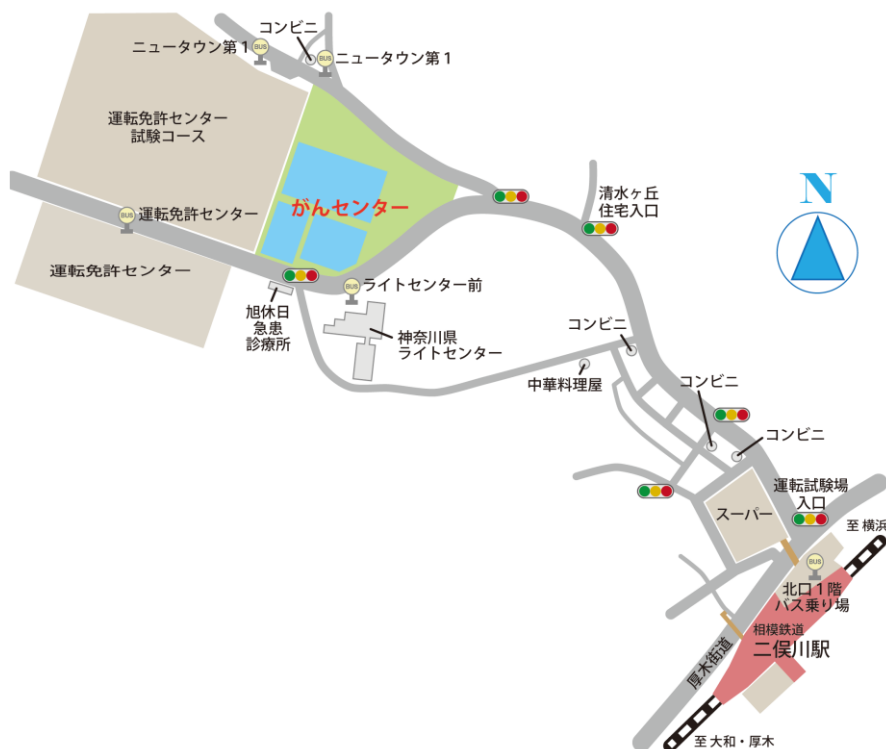 コンビニ
ニュータウン第1
BUS
BUS
ニュータウン第1
運転免許センター
試験コース
N
がんセンター
清水ヶ丘
住宅入口
BUS
運転免許センター
運転免許センター
BUS
ライトセンター前
旭休日
急患
診療所
神奈川県
ライトセンター
コンビニ
中華料理屋
コンビニ
コンビニ
運転試験場
入口
スーパー
至 横浜
BUS
北口1階
バス乗り場
相模鉄道
二俣川駅
厚木街道
至 大和・厚木